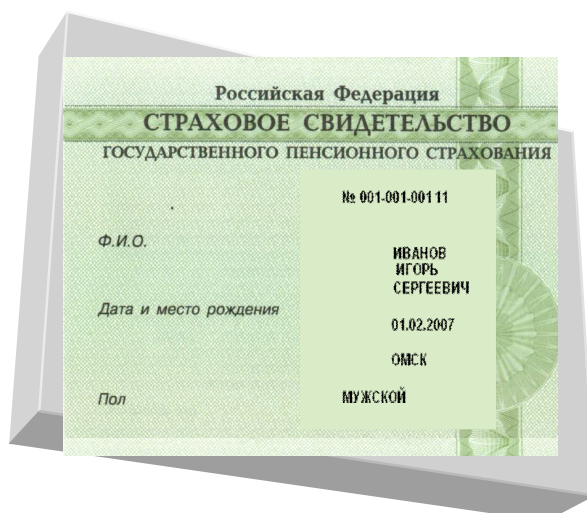 Российская Федерация
СТРАХОВОЕ СВИДЕТЕЛЬСТВО
ГОСУДАРСТВЕННОГО ПЕНСИОННОГО СТРАХОВАНИЯ
№ 001-001-001 11
Ф.И.О.
ИВАНОВ
ИГОРЬ
СЕРГЕЕВИЧ
Дата и место рождения
01.02.2007
ОМСК
Пол
МУЖСКОЙ